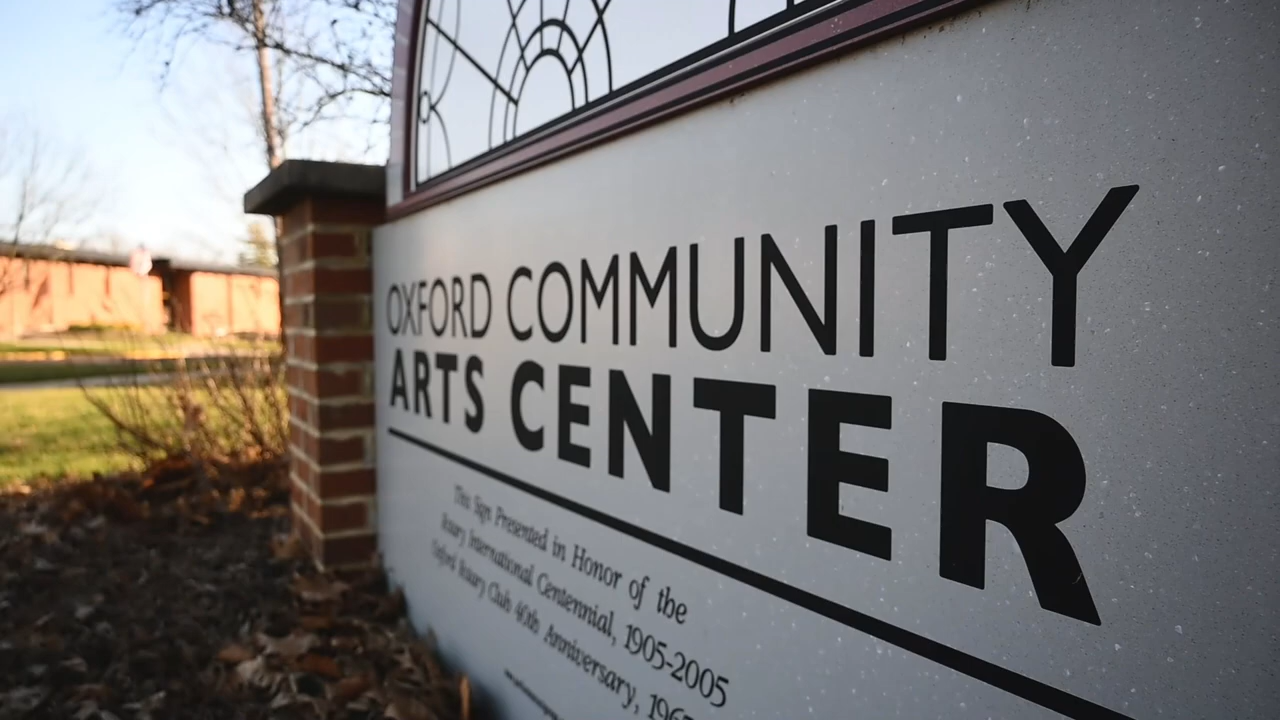 OXFORD COMMUNITY
ARTS CENTER
This Sign Presented in Honor of the
Rotary International Centennial, 1905-2005
Oxford Rotary Club 40th Anniversary, 196